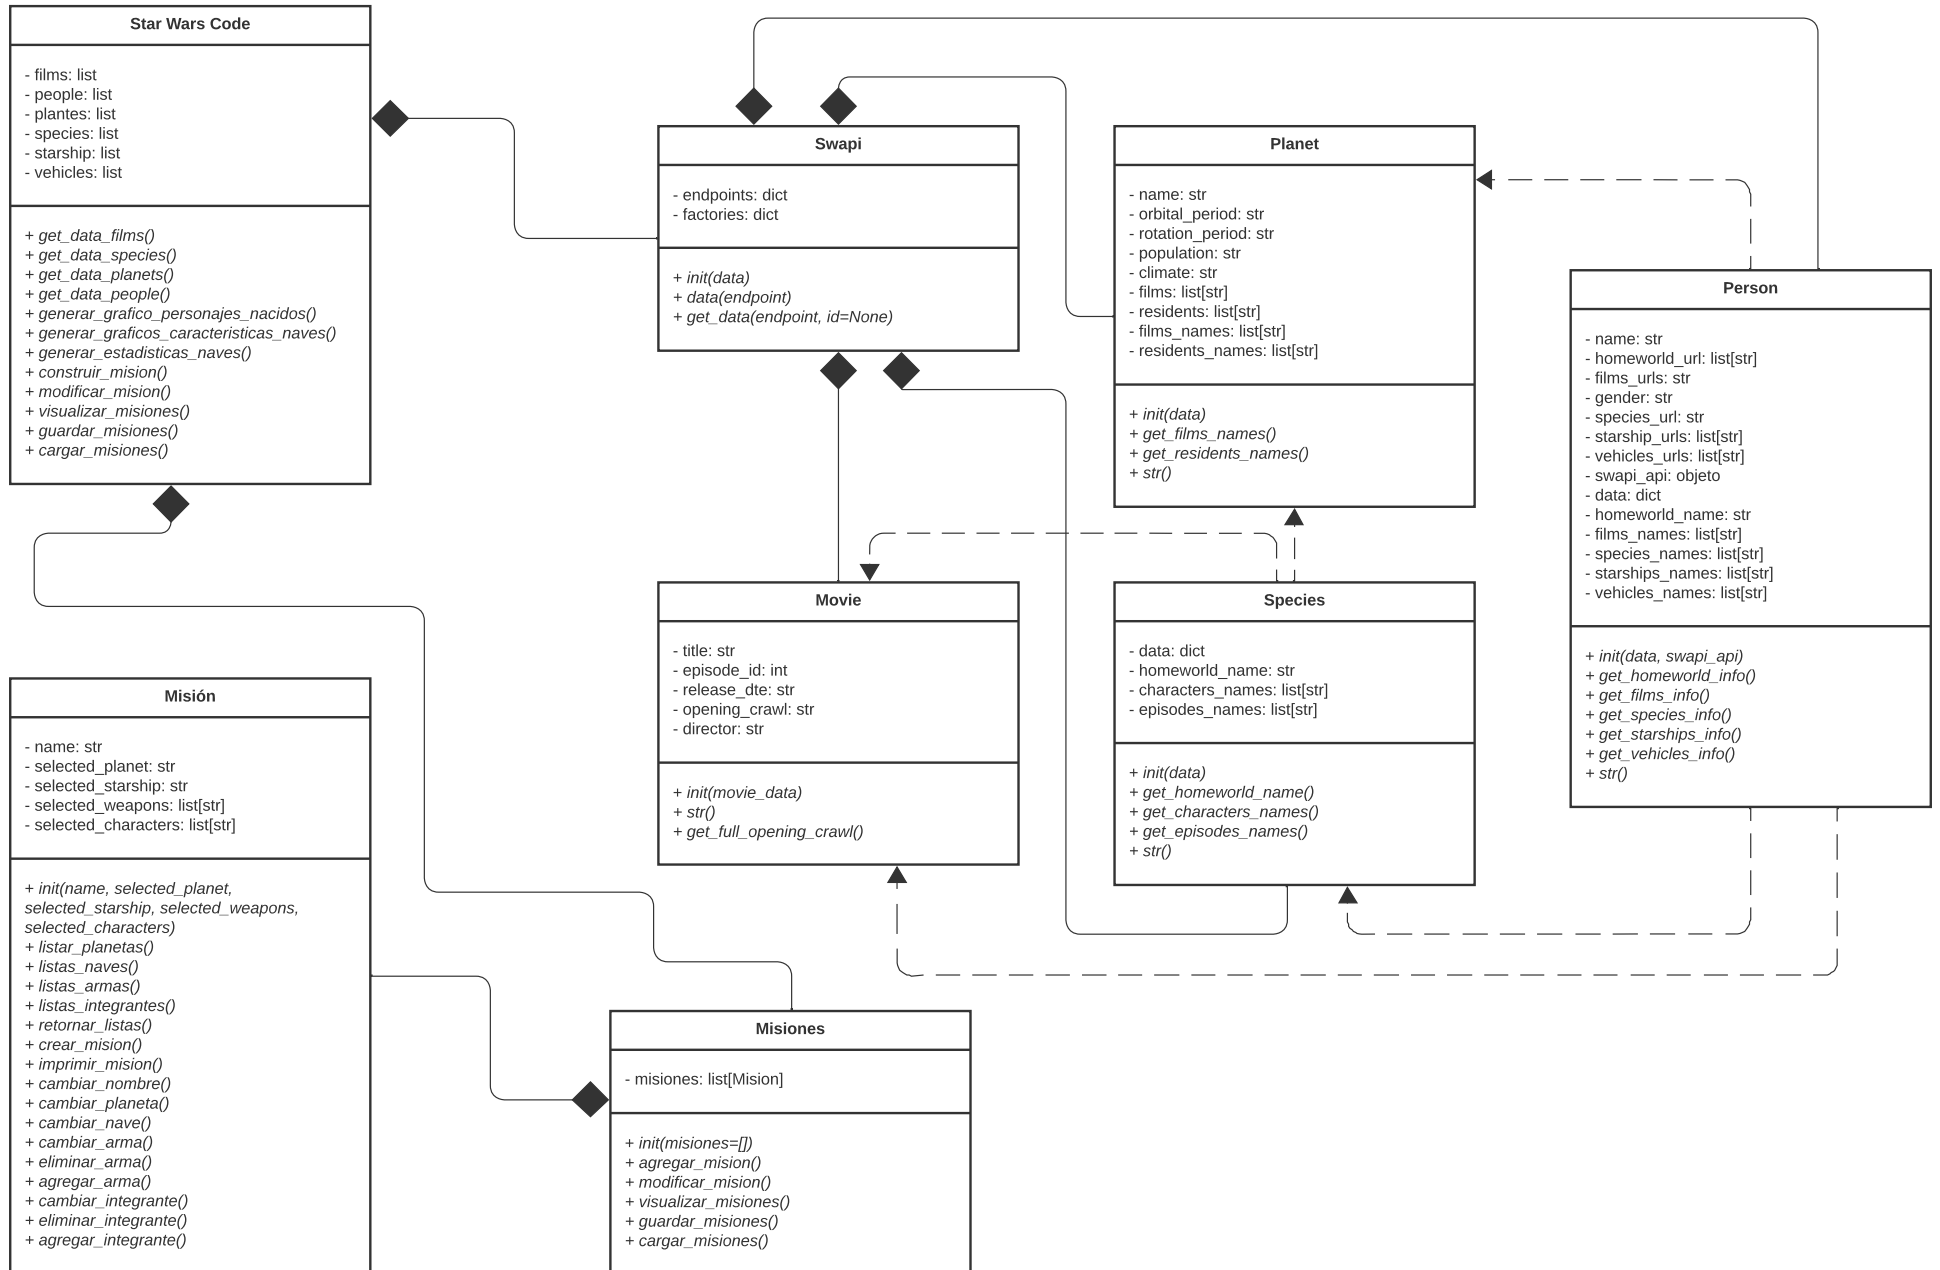 Star Wars Code
- films: list
- people: list
- plantes: list
- species: list
- starship: list
- vehicles: list
+ get_data_films()
+ get_data_species()
+ get_data_planets()
+ get_data_people()
+ generar_grafico_personajes_nacidos()
+ generar_graficos_caracteristicas_naves()
+ generar_estadisticas_naves()
+ construir_mision()
+ modificar_mision()
+ visualizar_misiones()
+ guardar_misiones()
+ cargar_misiones()
Swapi
- endpoints: dict
- factories: dict
+ init(data)
+ data(endpoint)
+ get_data(endpoint, id=None)
Planet
- name: str
- orbital_period: str
- rotation_period: str
- population: str
- climate: str
- films: list[str]
- residents: list[str]
- films_names: list[str]
- residents_names: list[str]
+ init(data)
+ get_films_names()
+ get_residents_names()
+ str()
Person
- name: str
- homeworld_url: list[str]
- films_urls: str
- gender: str
- species_url: str
- starship_urls: list[str]
- vehicles_urls: list[str]
- swapi_api: objeto
- data: dict
- homeworld_name: str
- films_names: list[str]
- species_names: list[str]
- starships_names: list[str]
- vehicles_names: list[str]
+ init(data, swapi_api)
+ get_homeworld_info()
+ get_films_info()
+ get_species_info()
+ get_starships_info()
+ get_vehicles_info()
+ str()
Movie
- title: str
- episode_id: int
- release_dte: str
- opening_crawl: str
- director: str
+ init(movie_data)
+ str()
+ get_full_opening_crawl()
Species
- data: dict
- homeworld_name: str
- characters_names: list[str]
- episodes_names: list[str]
+ init(data)
+ get_homeworld_name()
+ get_characters_names()
+ get_episodes_names()
+ str()
Misión
- name: str
- selected_planet: str
- selected_starship: str
- selected_weapons: list[str]
- selected_characters: list[str]
+ init(name, selected_planet,
selected_starship, selected_weapons,
selected_characters)
+ listar_planetas()
+ listas_naves()
+ listas_armas()
+ listas_integrantes()
+ retornar_listas()
+ crear_mision()
+ imprimir_mision()
+ cambiar_nombre()
+ cambiar_planeta()
+ cambiar_nave()
+ cambiar_arma()
+ eliminar_arma()
+ agregar_arma()
+ cambiar_integrante()
+ eliminar_integrante()
+ agregar_integrante()
Misiones
- misiones: list[Mision]
+ init(misiones=[])
+ agregar_mision()
+ modificar_mision()
+ visualizar_misiones()
+ guardar_misiones()
+ cargar_misiones()